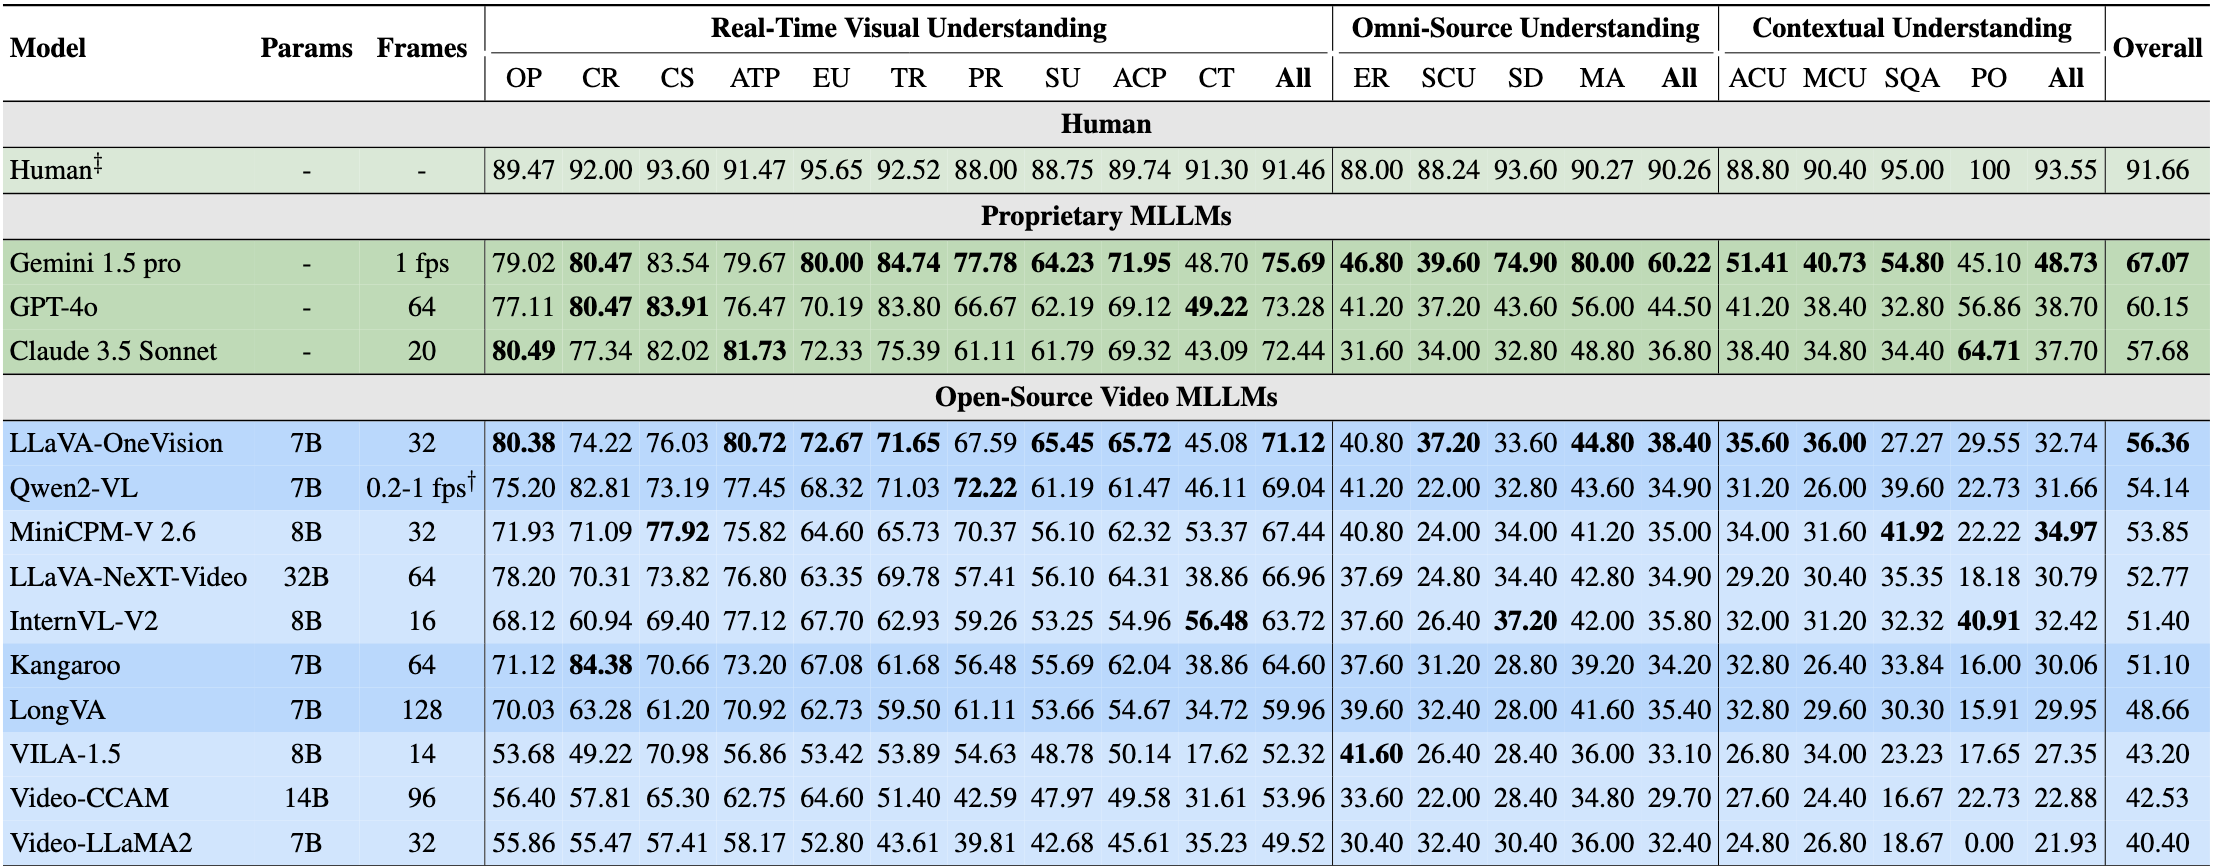 Model Params Frames Real-Time Visual Understanding Omni-Source Understanding Contextual Understanding Overall
OP CR CS ATP EU TR PR SU ACP CT All ER SCU SD MA All ACU MCU SQA PO All
Human
Human‡ - - 89.47 92.00 93.60 91.47 95.65 92.52 88.00 88.75 89.74 91.30 91.46 88.00 88.24 93.60 90.27 90.26 88.80 90.40 95.00 100 93.55 91.66
Proprietary MLLMs
Gemini 1.5 pro - 1 fps 79.02 80.47 83.54 79.67 80.00 84.74 77.78 64.23 71.95 48.70 75.69 46.80 39.60 74.90 80.00 60.22 51.41 40.73 54.80 45.10 48.73 67.07
GPT-4o - 64 77.11 80.47 83.91 76.47 70.19 83.80 66.67 62.19 69.12 49.22 73.28 41.20 37.20 43.60 56.00 44.50 41.20 38.40 32.80 56.86 38.70 60.15
Claude 3.5 Sonnet - 20 80.49 77.34 82.02 81.73 72.33 75.39 61.11 61.79 69.32 43.09 72.44 31.60 34.00 32.80 48.80 36.80 38.40 34.80 34.40 64.71 37.70 57.68
Open-Source Video MLLMs
LLaVA-OneVision 7B 32 80.38 74.22 76.03 80.72 72.67 71.65 67.59 65.45 65.72 45.08 71.12 40.80 37.20 33.60 44.80 38.40 35.60 36.00 27.27 29.55 32.74 56.36
Qwen2-VL 7B 0.2-1 fps† 75.20 82.81 73.19 77.45 68.32 71.03 72.22 61.19 61.47 46.11 69.04 41.20 22.00 32.80 43.60 34.90 31.20 26.00 39.60 22.73 31.66 54.14
MiniCPM-V 2.6 8B 32 71.93 71.09 77.92 75.82 64.60 65.73 70.37 56.10 62.32 53.37 67.44 40.80 24.00 34.00 41.20 35.00 34.00 31.60 41.92 22.22 34.97 53.85
LLaVA-NeXT-Video 32B 64 78.20 70.31 73.82 76.80 63.35 69.78 57.41 56.10 64.31 38.86 66.96 37.69 24.80 34.40 42.80 34.90 29.20 30.40 35.35 18.18 30.79 52.77
InternVL-V2 8B 16 68.12 60.94 69.40 77.12 67.70 62.93 59.26 53.25 54.96 56.48 63.72 37.60 26.40 37.20 42.00 35.80 32.00 31.20 32.32 40.91 32.42 51.40
Kangaroo 7B 64 71.12 84.38 70.66 73.20 67.08 61.68 56.48 55.69 62.04 38.86 64.60 37.60 31.20 28.80 39.20 34.20 32.80 26.40 33.84 16.00 30.06 51.10
LongVA 7B 128 70.03 63.28 61.20 70.92 62.73 59.50 61.11 53.66 54.67 34.72 59.96 39.60 32.40 28.00 41.60 35.40 32.80 29.60 30.30 15.91 29.95 48.66
VILA-1.5 8B 14 53.68 49.22 70.98 56.86 53.42 53.89 54.63 48.78 50.14 17.62 52.32 41.60 26.40 28.40 36.00 33.10 26.80 34.00 23.23 17.65 27.35 43.20
Video-CCAM 14B 96 56.40 57.81 65.30 62.75 64.60 51.40 42.59 47.97 49.58 31.61 53.96 33.60 22.00 28.40 34.80 29.70 27.60 24.40 16.67 22.73 22.88 42.53
Video-LLaMA2 7B 32 55.86 55.47 57.41 58.17 52.80 43.61 39.81 42.68 45.61 35.23 49.52 30.40 32.40 30.40 36.00 32.40 24.80 26.80 18.67 0.00 21.93 40.40